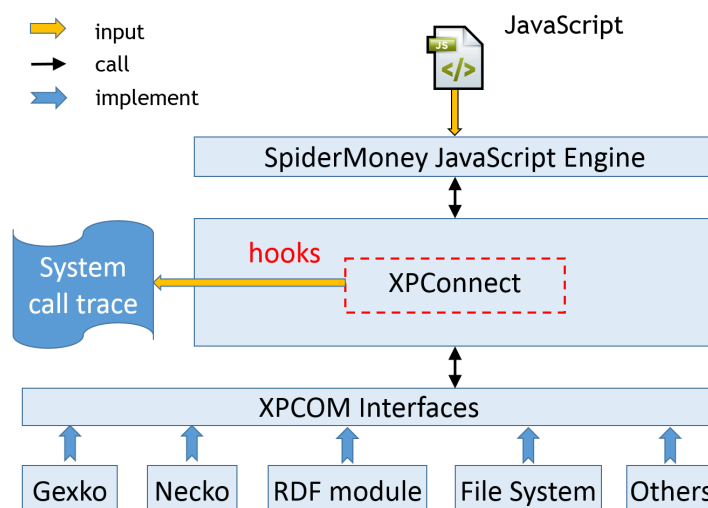 JavaScript
input
call
implement
JS
</>
SpiderMoney JavaScript Engine
hooks
System
call trace
XPConnect
XPCOM Interfaces
Gexko
Necko
RDF module
File System
Others